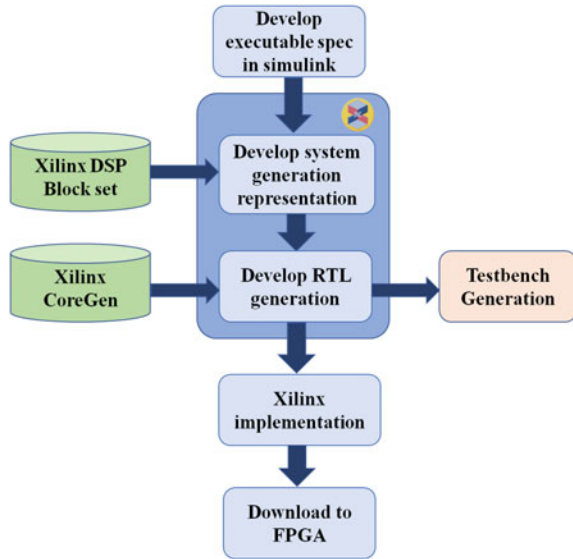 Develop
executable spec
in simulink
Xilinx DSP
Block set
Develop system
generation
representation
Xilinx
CoreGen
Develop RTL
generation
Testbench
Generation
Xilinx
implementation
Download to
FPGA